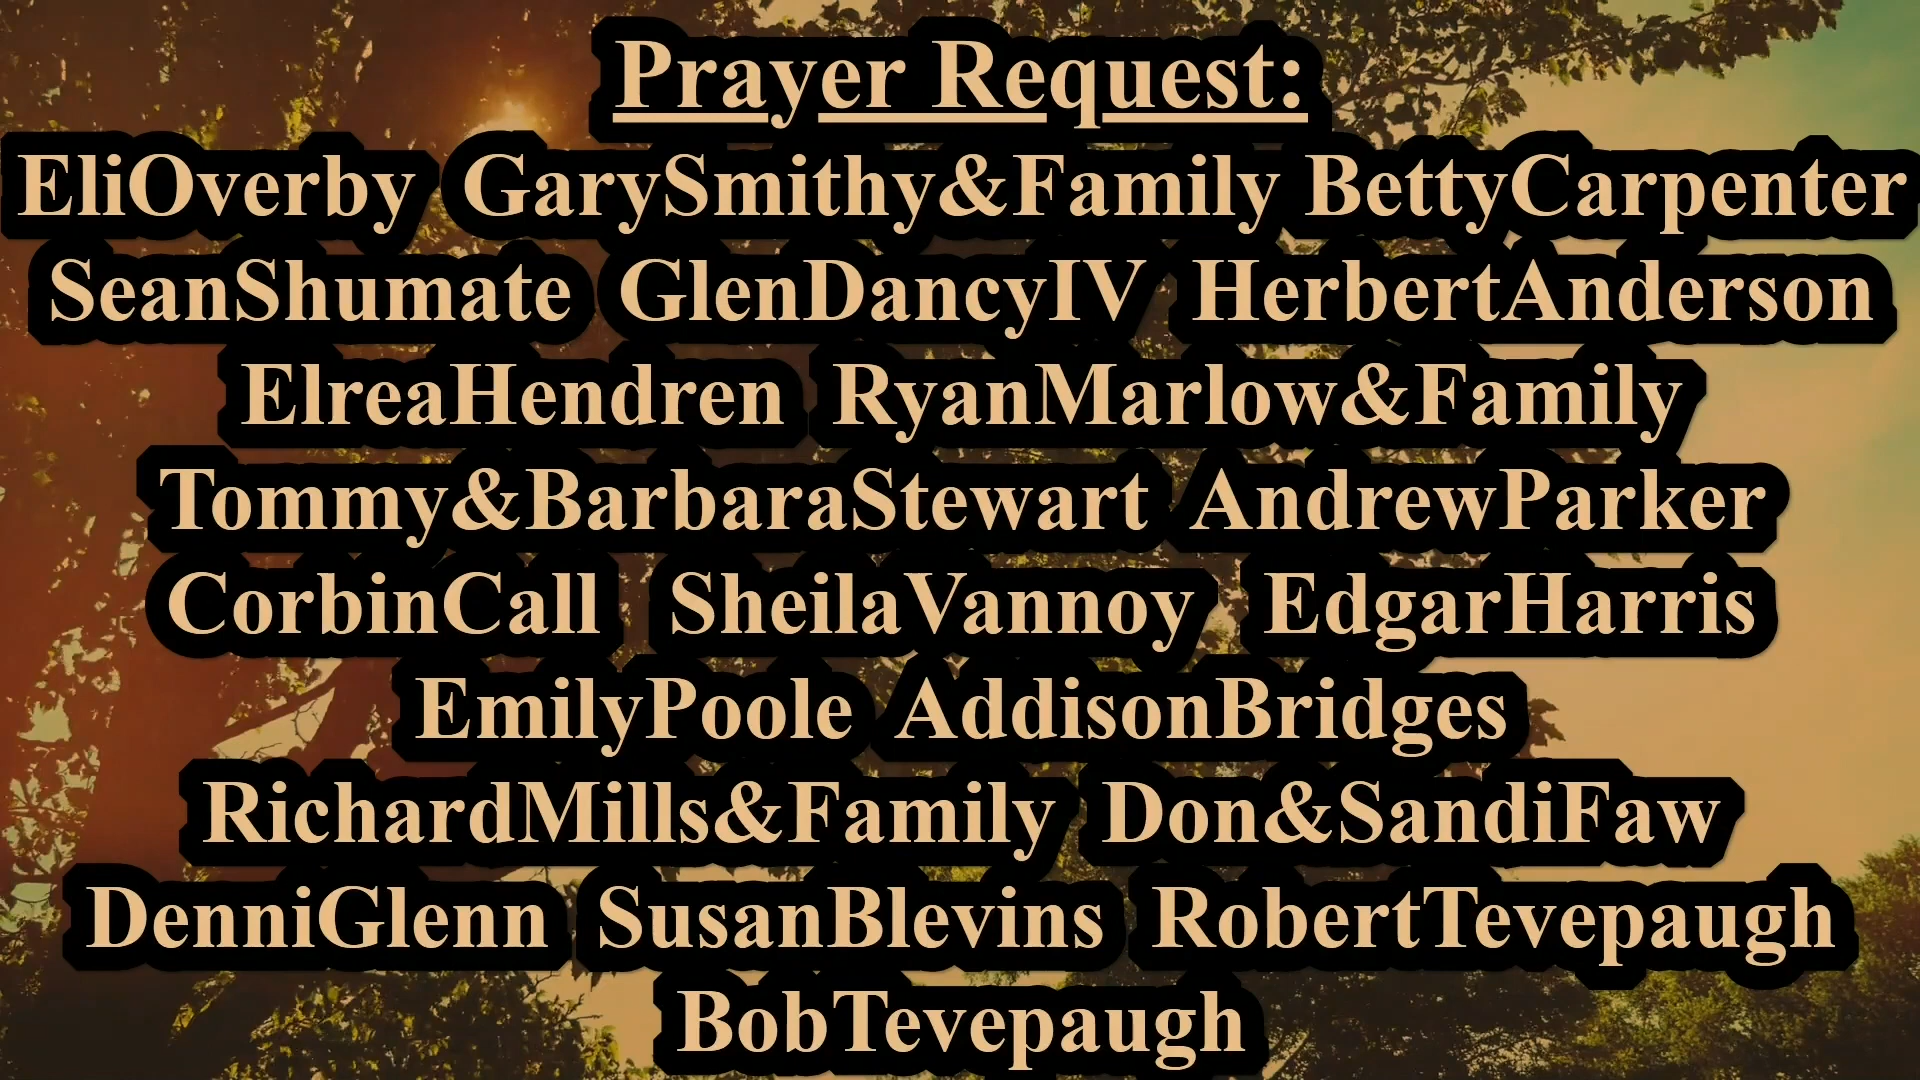 Prayer Request:
EliOverby GarySmithy&Family BettyCarpenter
SeanShumate GlenDancyIV HerbertAnderson
ElreaHendren RyanMarlow&Family
Tommy&BarbaraStewart AndrewParker
CorbinCall SheilaVannoy EdgarHarris
EmilyPoole AddisonBridges
RichardMills&Family Don&SandiFaw
DenniGlenn SusanBlevins RobertTevepaugh
BobTevepaugh